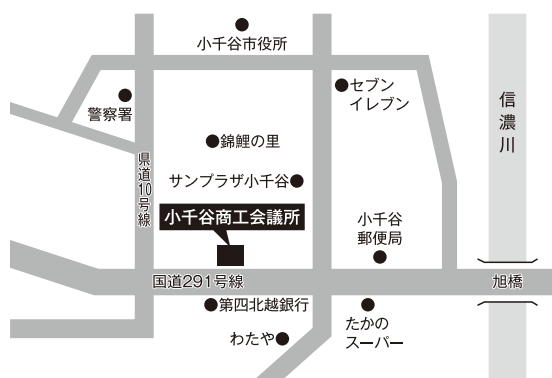 小千谷市役所
セブン
イレブン
警察署
信濃川
錦鯉の里
県道10号線
サンプラザ小千谷
小千谷商工会議所
小千谷
郵便局
国道291号線
旭橋
第四北越銀行
たかの
スーパー
わたや